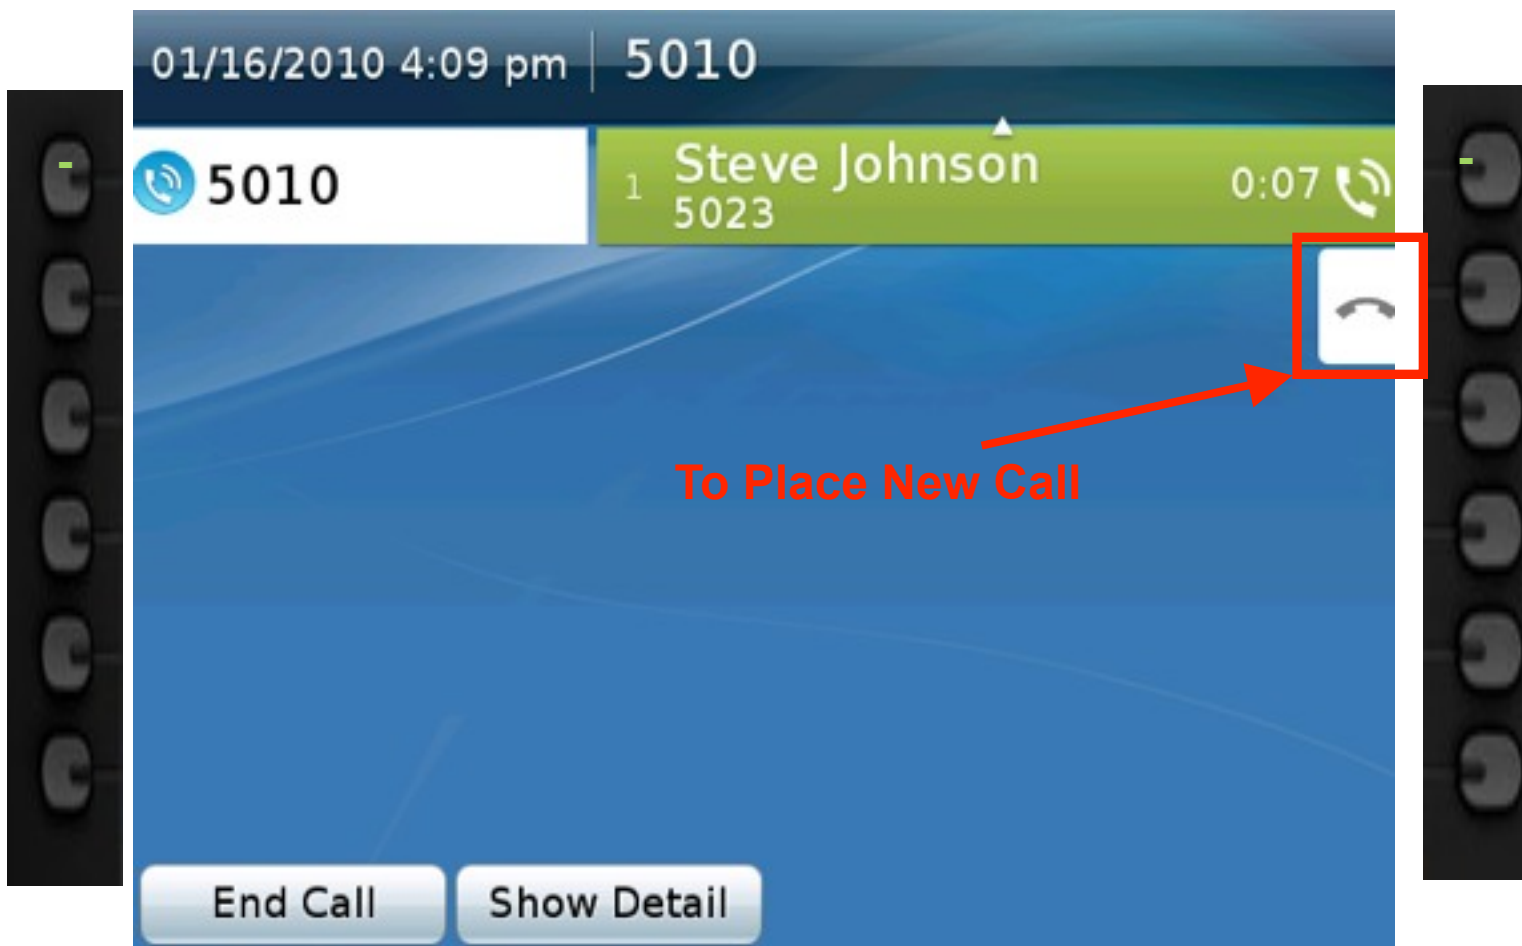 01/16/2010 4:09 pm
5010
5010
1
Steve Johnson
5023
0:07
To Place New Call
End Call
Show Detail